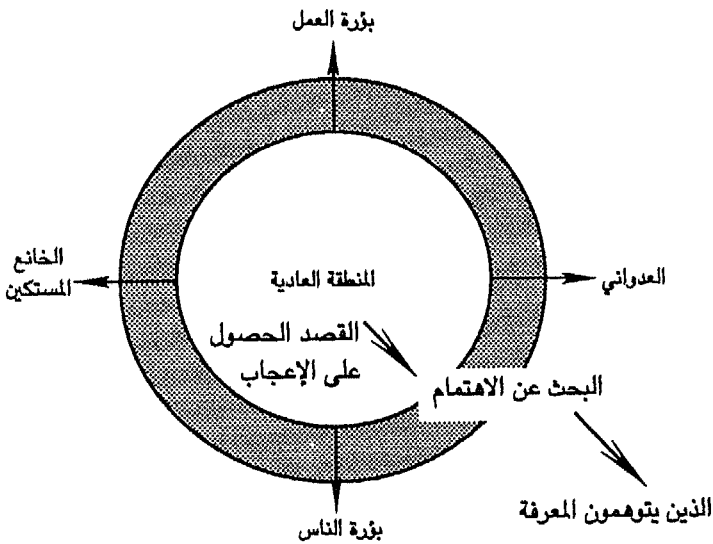 بؤرة العمل
الخانع
المستكين
العدواني
المنطقة العادية
القصد الحصول
على الإعجاب
البحث عن الاهتمام
الذين يتوهمون المعرفة
بؤرة الناس